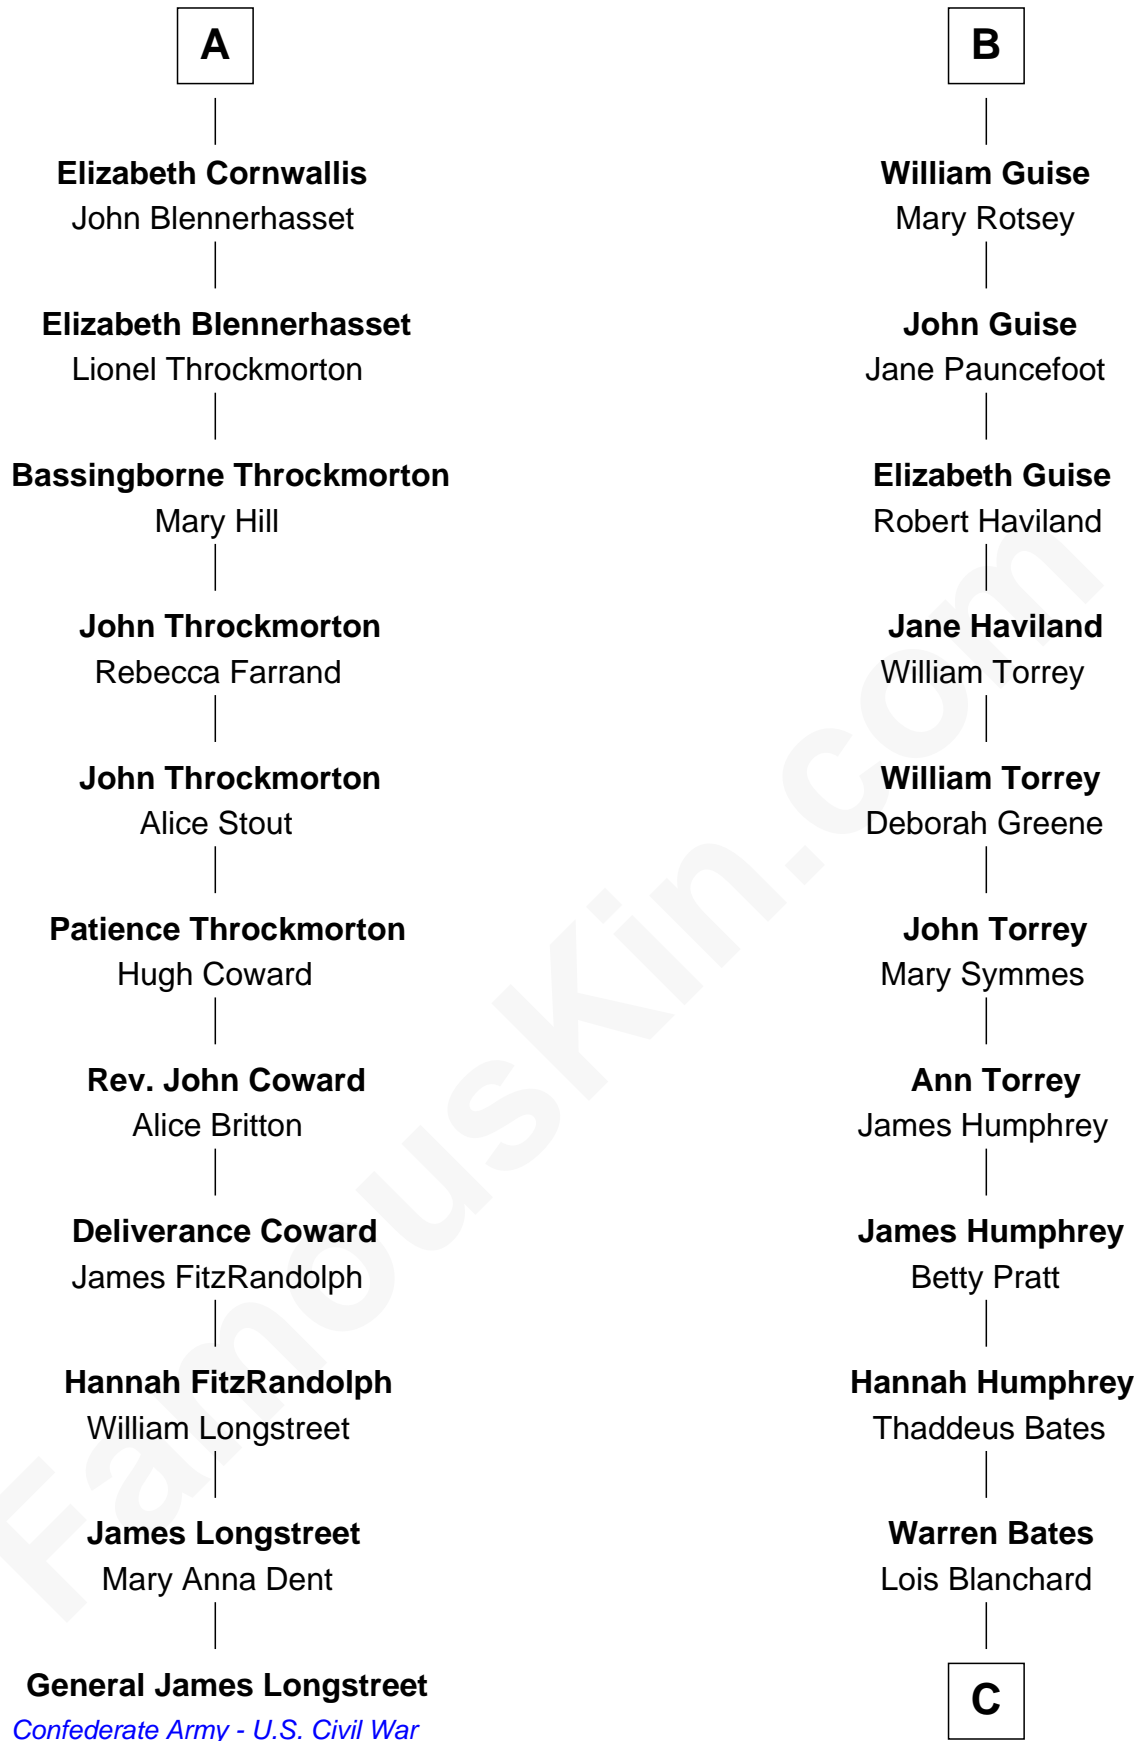 A
Elizabeth Cornwallis
John Blennerhasset
Elizabeth Blennerhasset
Lionel Throckmorton
Bassingborne Throckmorton
Mary Hill
John Throckmorton
Rebecca Farrand
John Throckmorton
Alice Stout
Patience Throckmorton
Hugh Coward
Rev. John Coward
Alice Britton
Deliverance Coward
James FitzRandolph
Hannah FitzRandolph
William Longstreet
James Longstreet
Mary Anna Dent
General James Longstreet
Confederate Army - U.S. Civil War
B
William Guise
Mary Rotsey
John Guise
Jane Pauncefoot
Elizabeth Guise
Robert Haviland
Jane Haviland
William Torrey
William Torrey
Deborah Greene
John Torrey
Mary Symmes
Ann Torrey
James Humphrey
James Humphrey
Betty Pratt
Hannah Humphrey
Thaddeus Bates
Warren Bates
Lois Blanchard
C
FamousKin.com